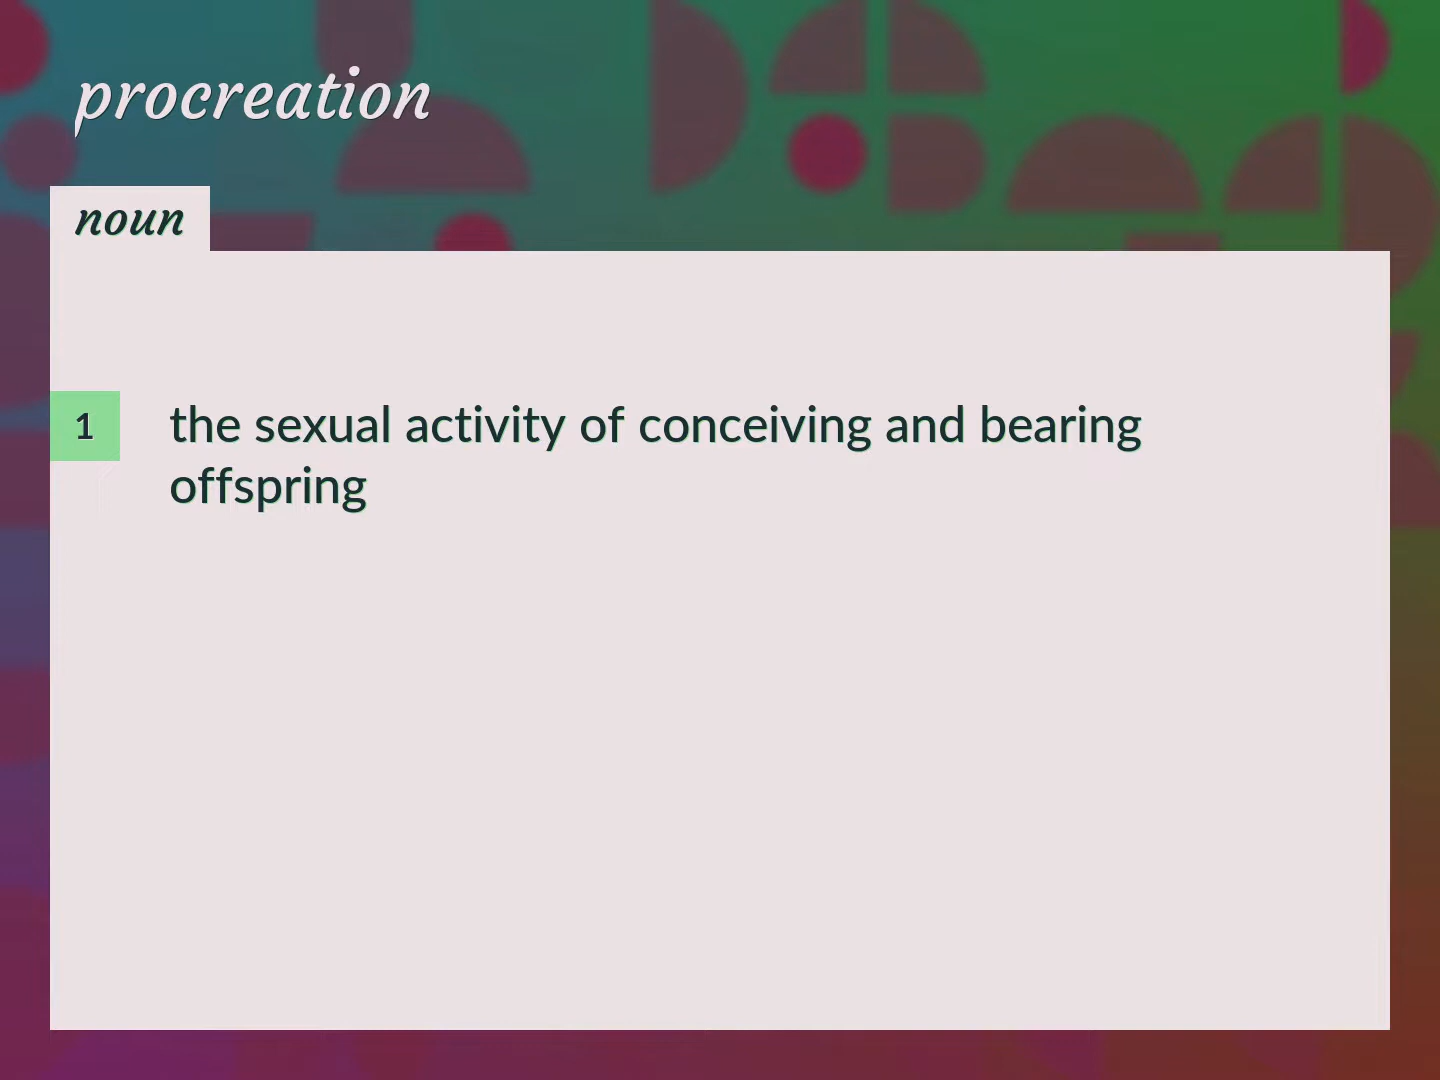 procreation
noun
1
the sexual activity of conceiving and bearing
offspring